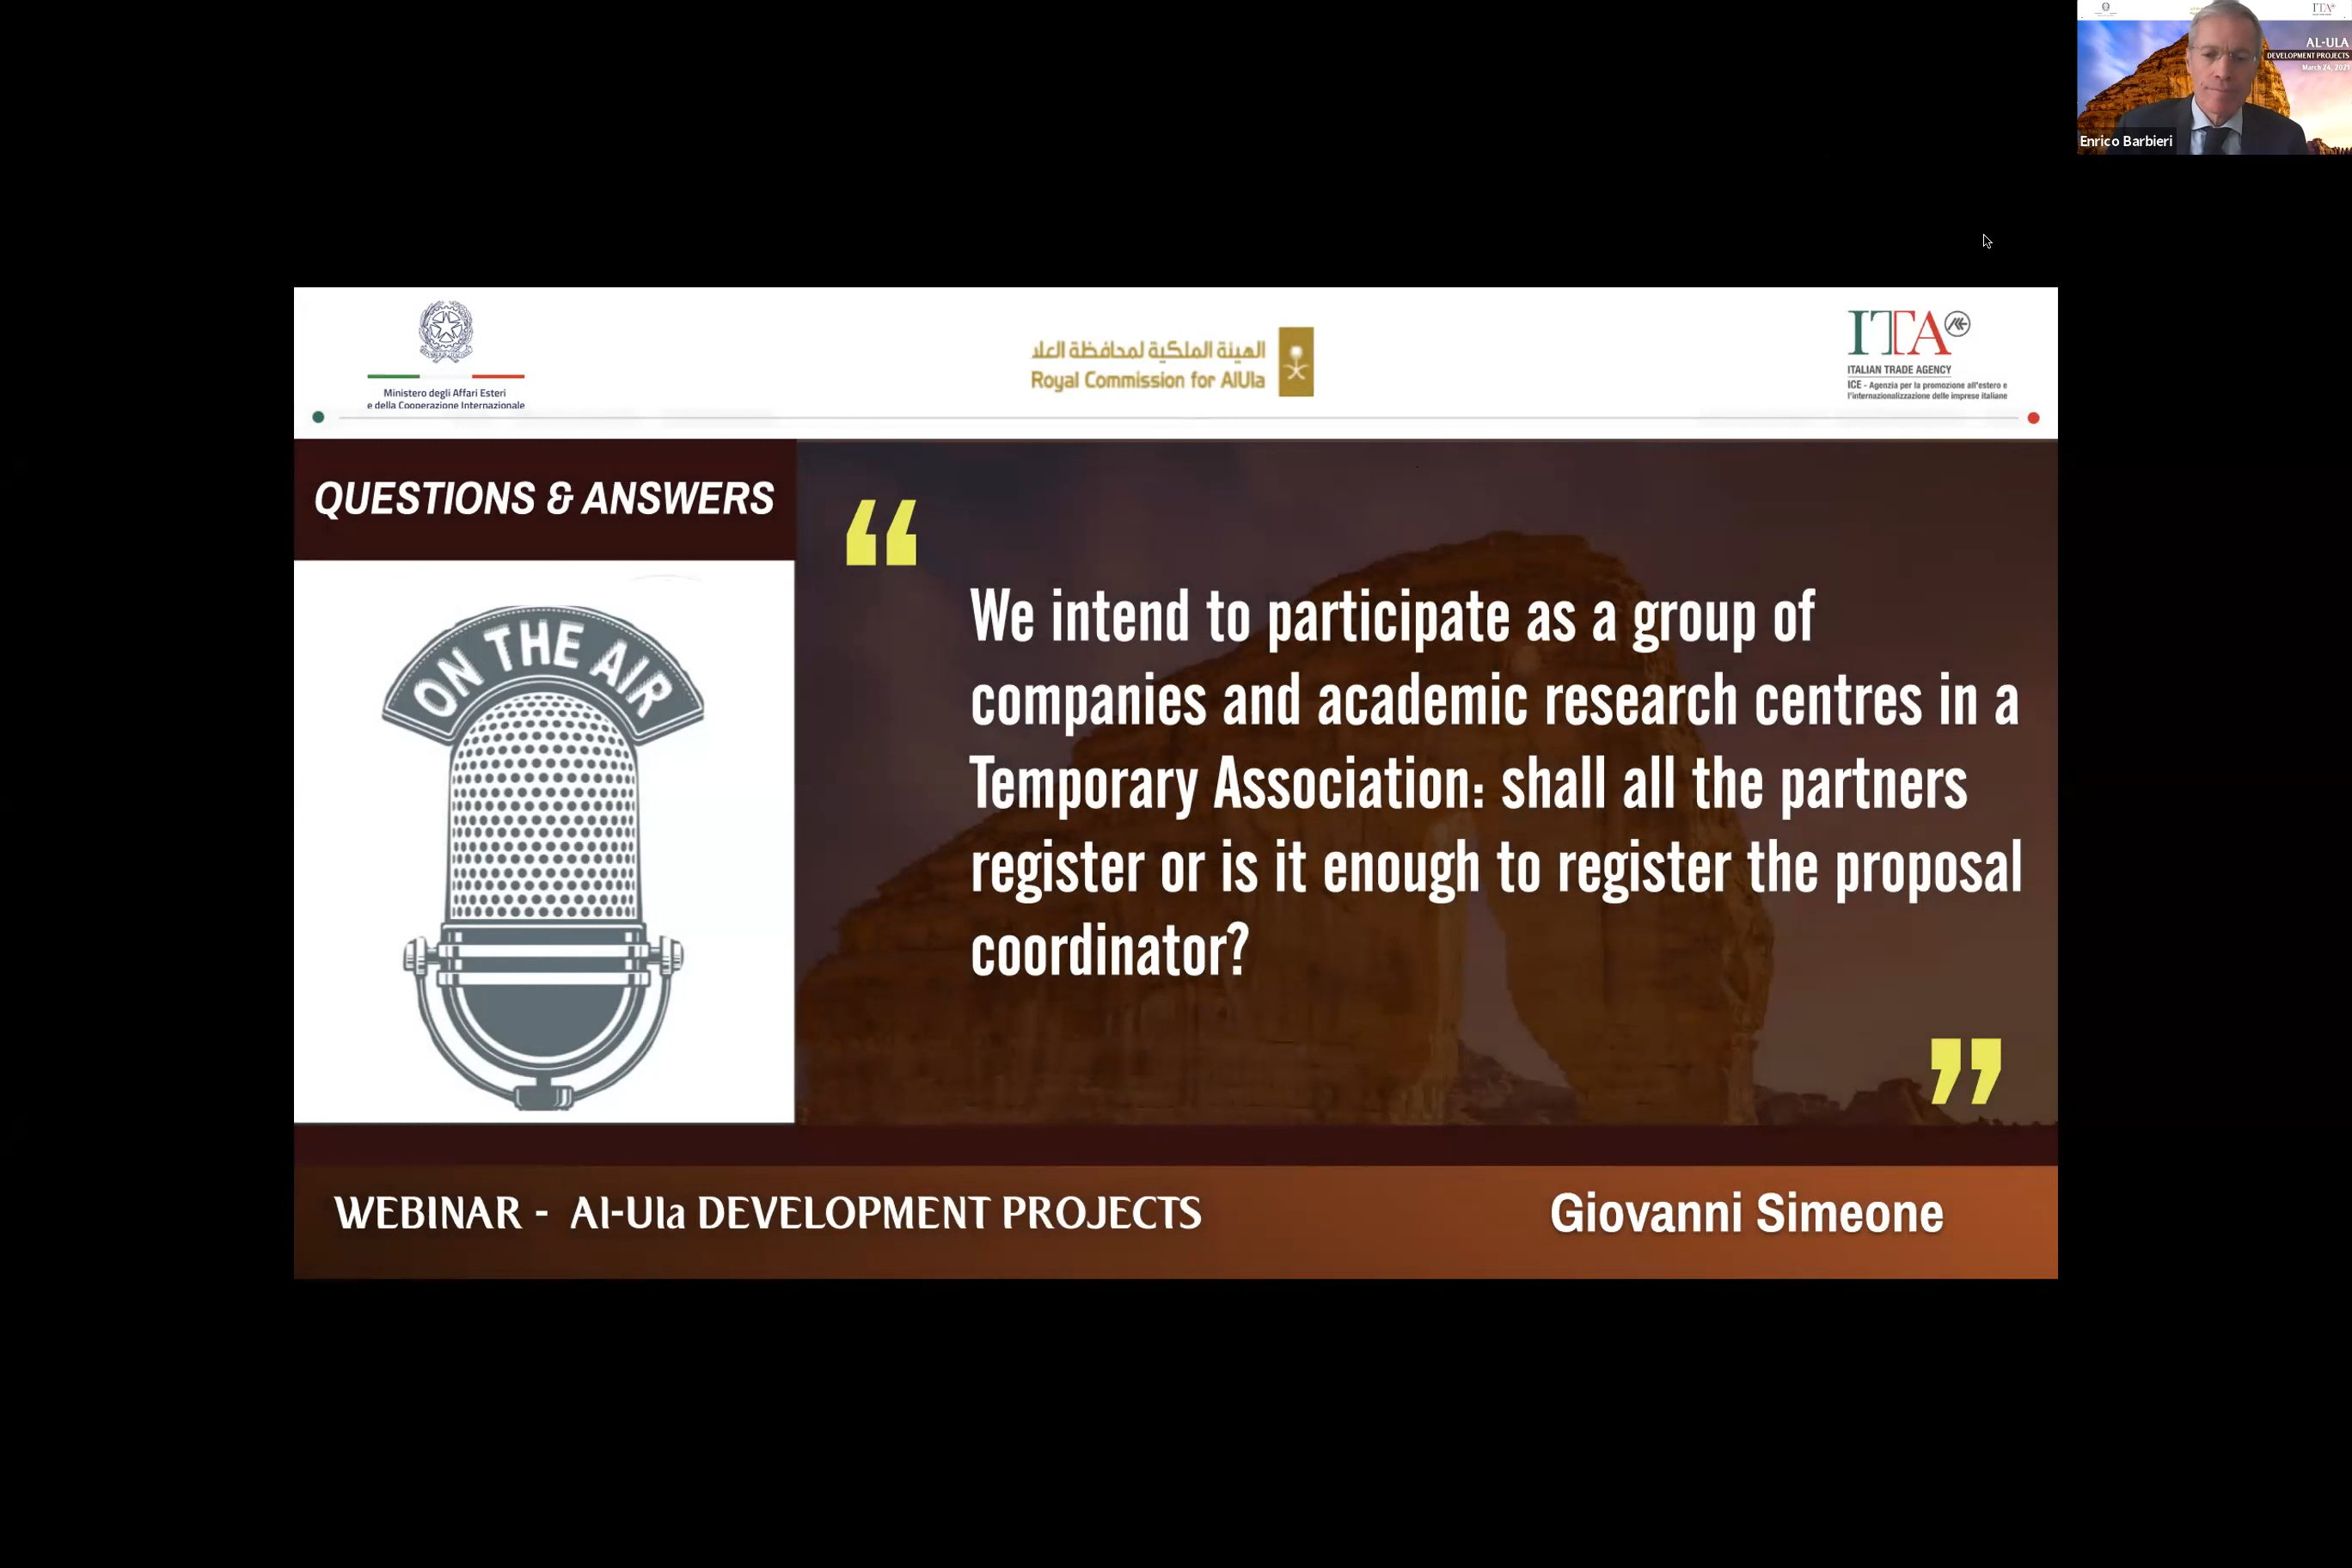 AL-ULA
DEVELOPMENT PROJECTS
March 24, 2021
Enrico Barbieri
Ministero degli Affari Esteri
e della Cooperazione Internazionale
الهيئة الملكية لمحافظة العلا
Royal Commission for AlUla
ITA
ITALIAN TRADE AGENCY
ICE - Agenzia per la promozione all'estero e
l'internazionalizzazione delle imprese italiane
QUESTIONS & ANSWERS
ON THE AIR
“
We intend to participate as a group of
companies and academic research centres in a
Temporary Association: shall all the partners
register or is it enough to register the proposal
coordinator?
”
WEBINAR - Al-Ula DEVELOPMENT PROJECTS
Giovanni Simeone